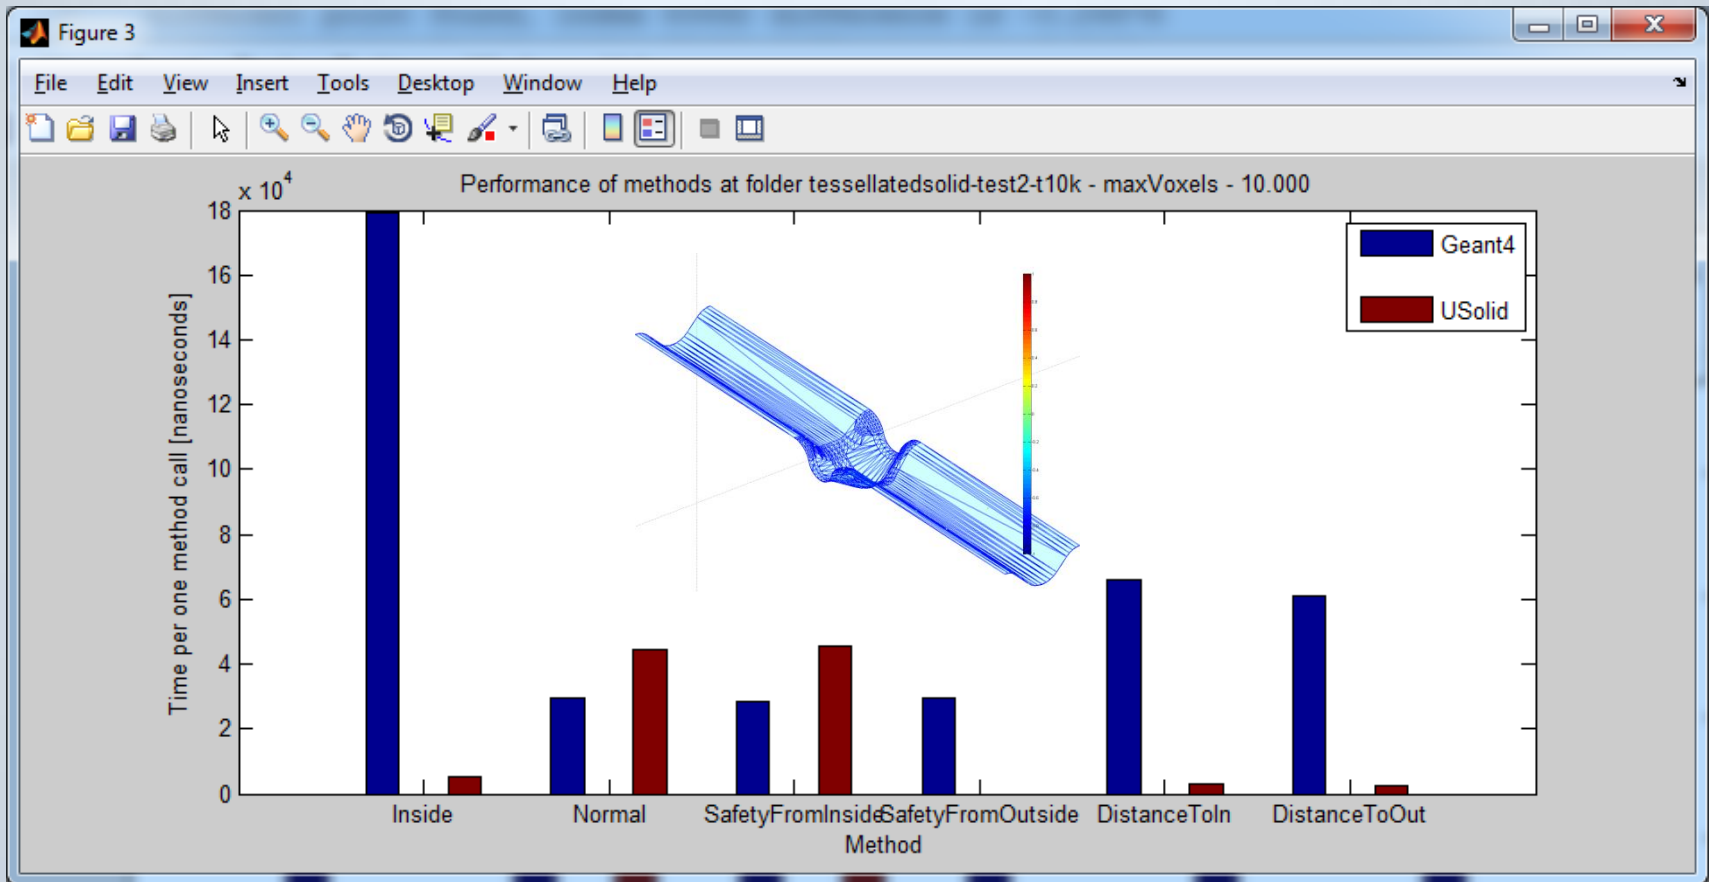 Figure 3
File Edit View Insert Tools Desktop Window Help
x 10^4
Performance of methods at folder tessellatedsolid-test2-t10k - maxVoxels - 10.000
18
16
14
12
10
8
6
4
2
0
Time per one method call [nanoseconds]
Geant4
USolid
Inside Normal SafetyFromInside SafetyFromOutside DistanceToIn DistanceToOut
Method